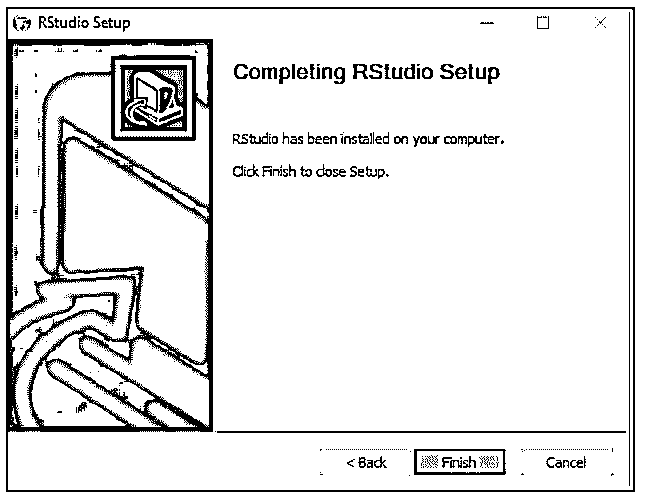 RStudio Setup
Completing RStudio Setup
RStudio has been installed on your computer.
Click Finish to close Setup.
< Back
Finish
Cancel